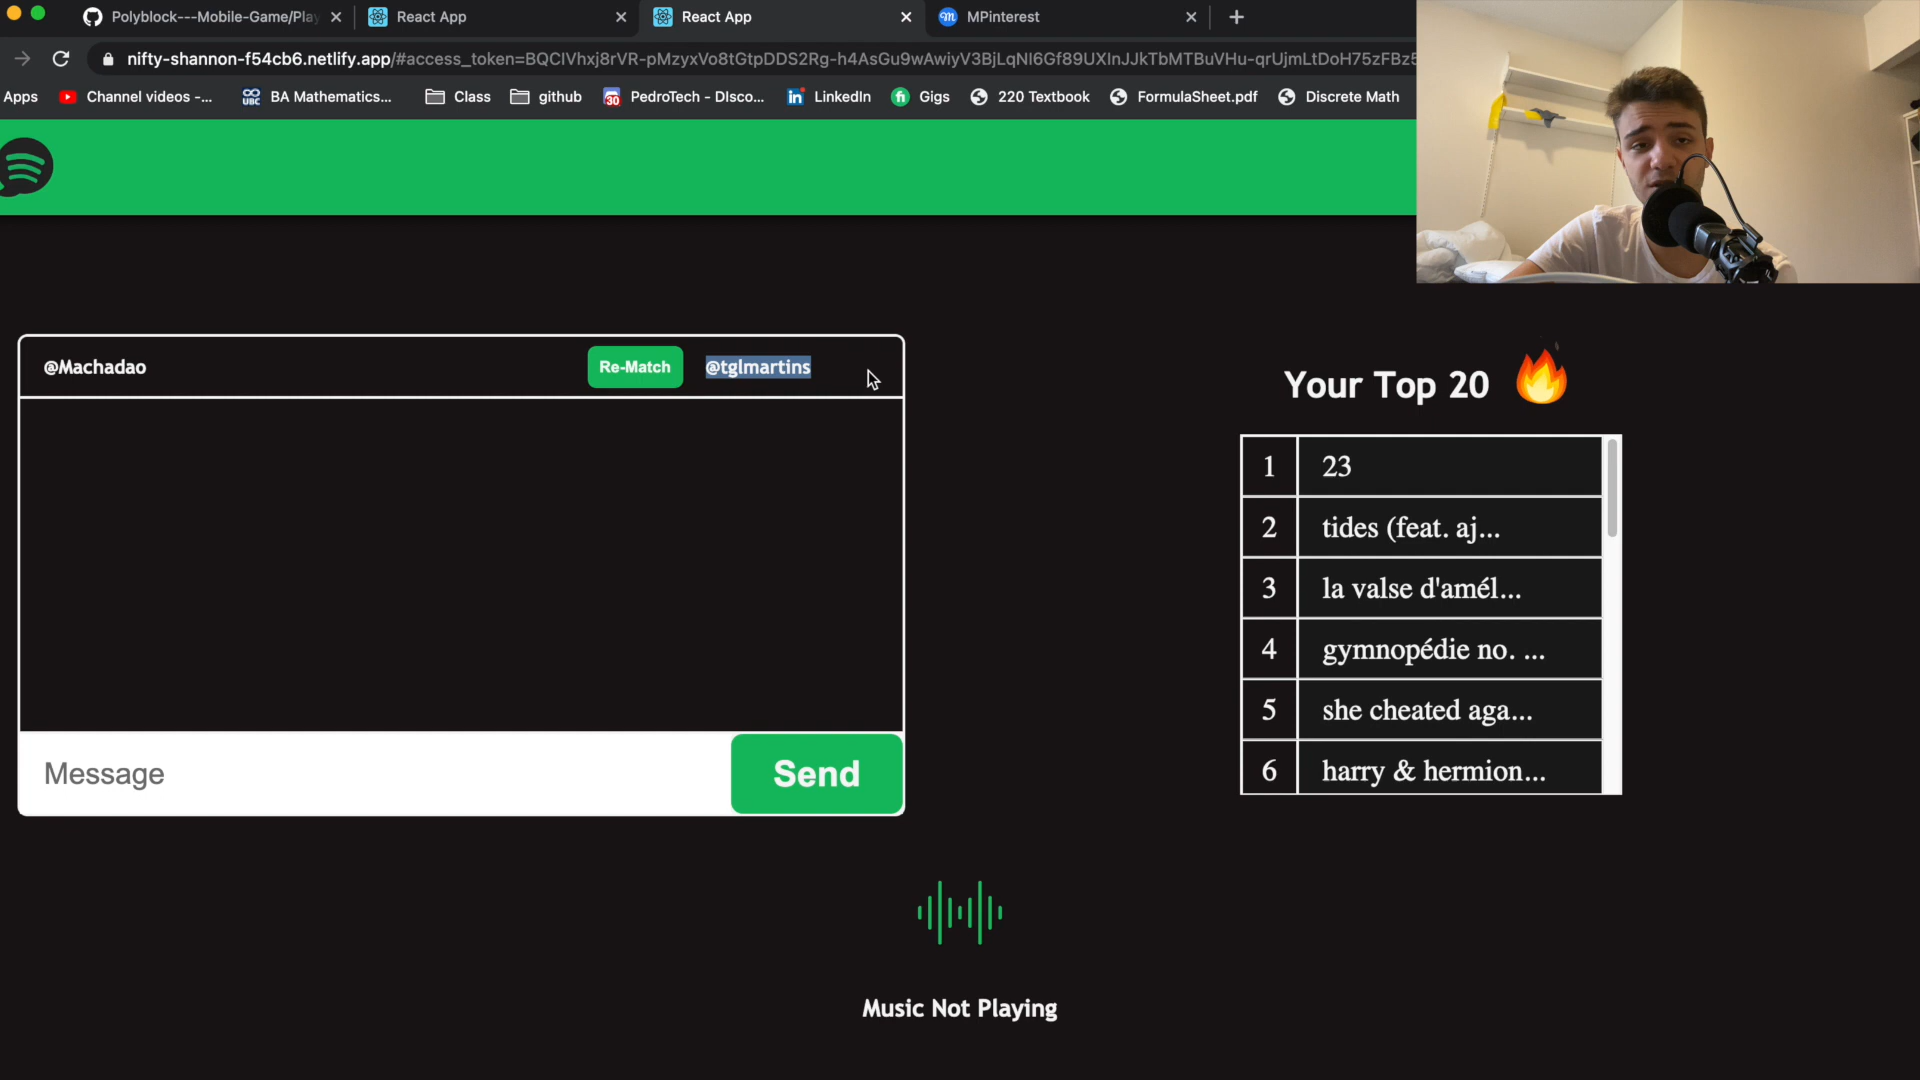 Polyblock---Mobile-Game/Play
React App
React App
MPinterest
nifty-shannon-f54cb6.netlify.app/#access_token=BQCIVhxj8rVR-pMzyxVo8tGtpDDS2Rg-h4AsGu9wAwiyV3BjLqNI6Gf89UXInJJkTbMTBuVHu-qrUjmLtDoH75zFBz5
Apps
Channel videos -...
BA Mathematics...
Class
github
PedroTech - DIsco...
LinkedIn
Gigs
220 Textbook
FormulaSheet.pdf
Discrete Math
@Machadao
Re-Match
@tglmartins
Message
Send
Your Top 20
1 23
2 tides (feat. aj...
3 la valse d'amél...
4 gymnopédie no. ...
5 she cheated aga...
6 harry & hermion...
Music Not Playing